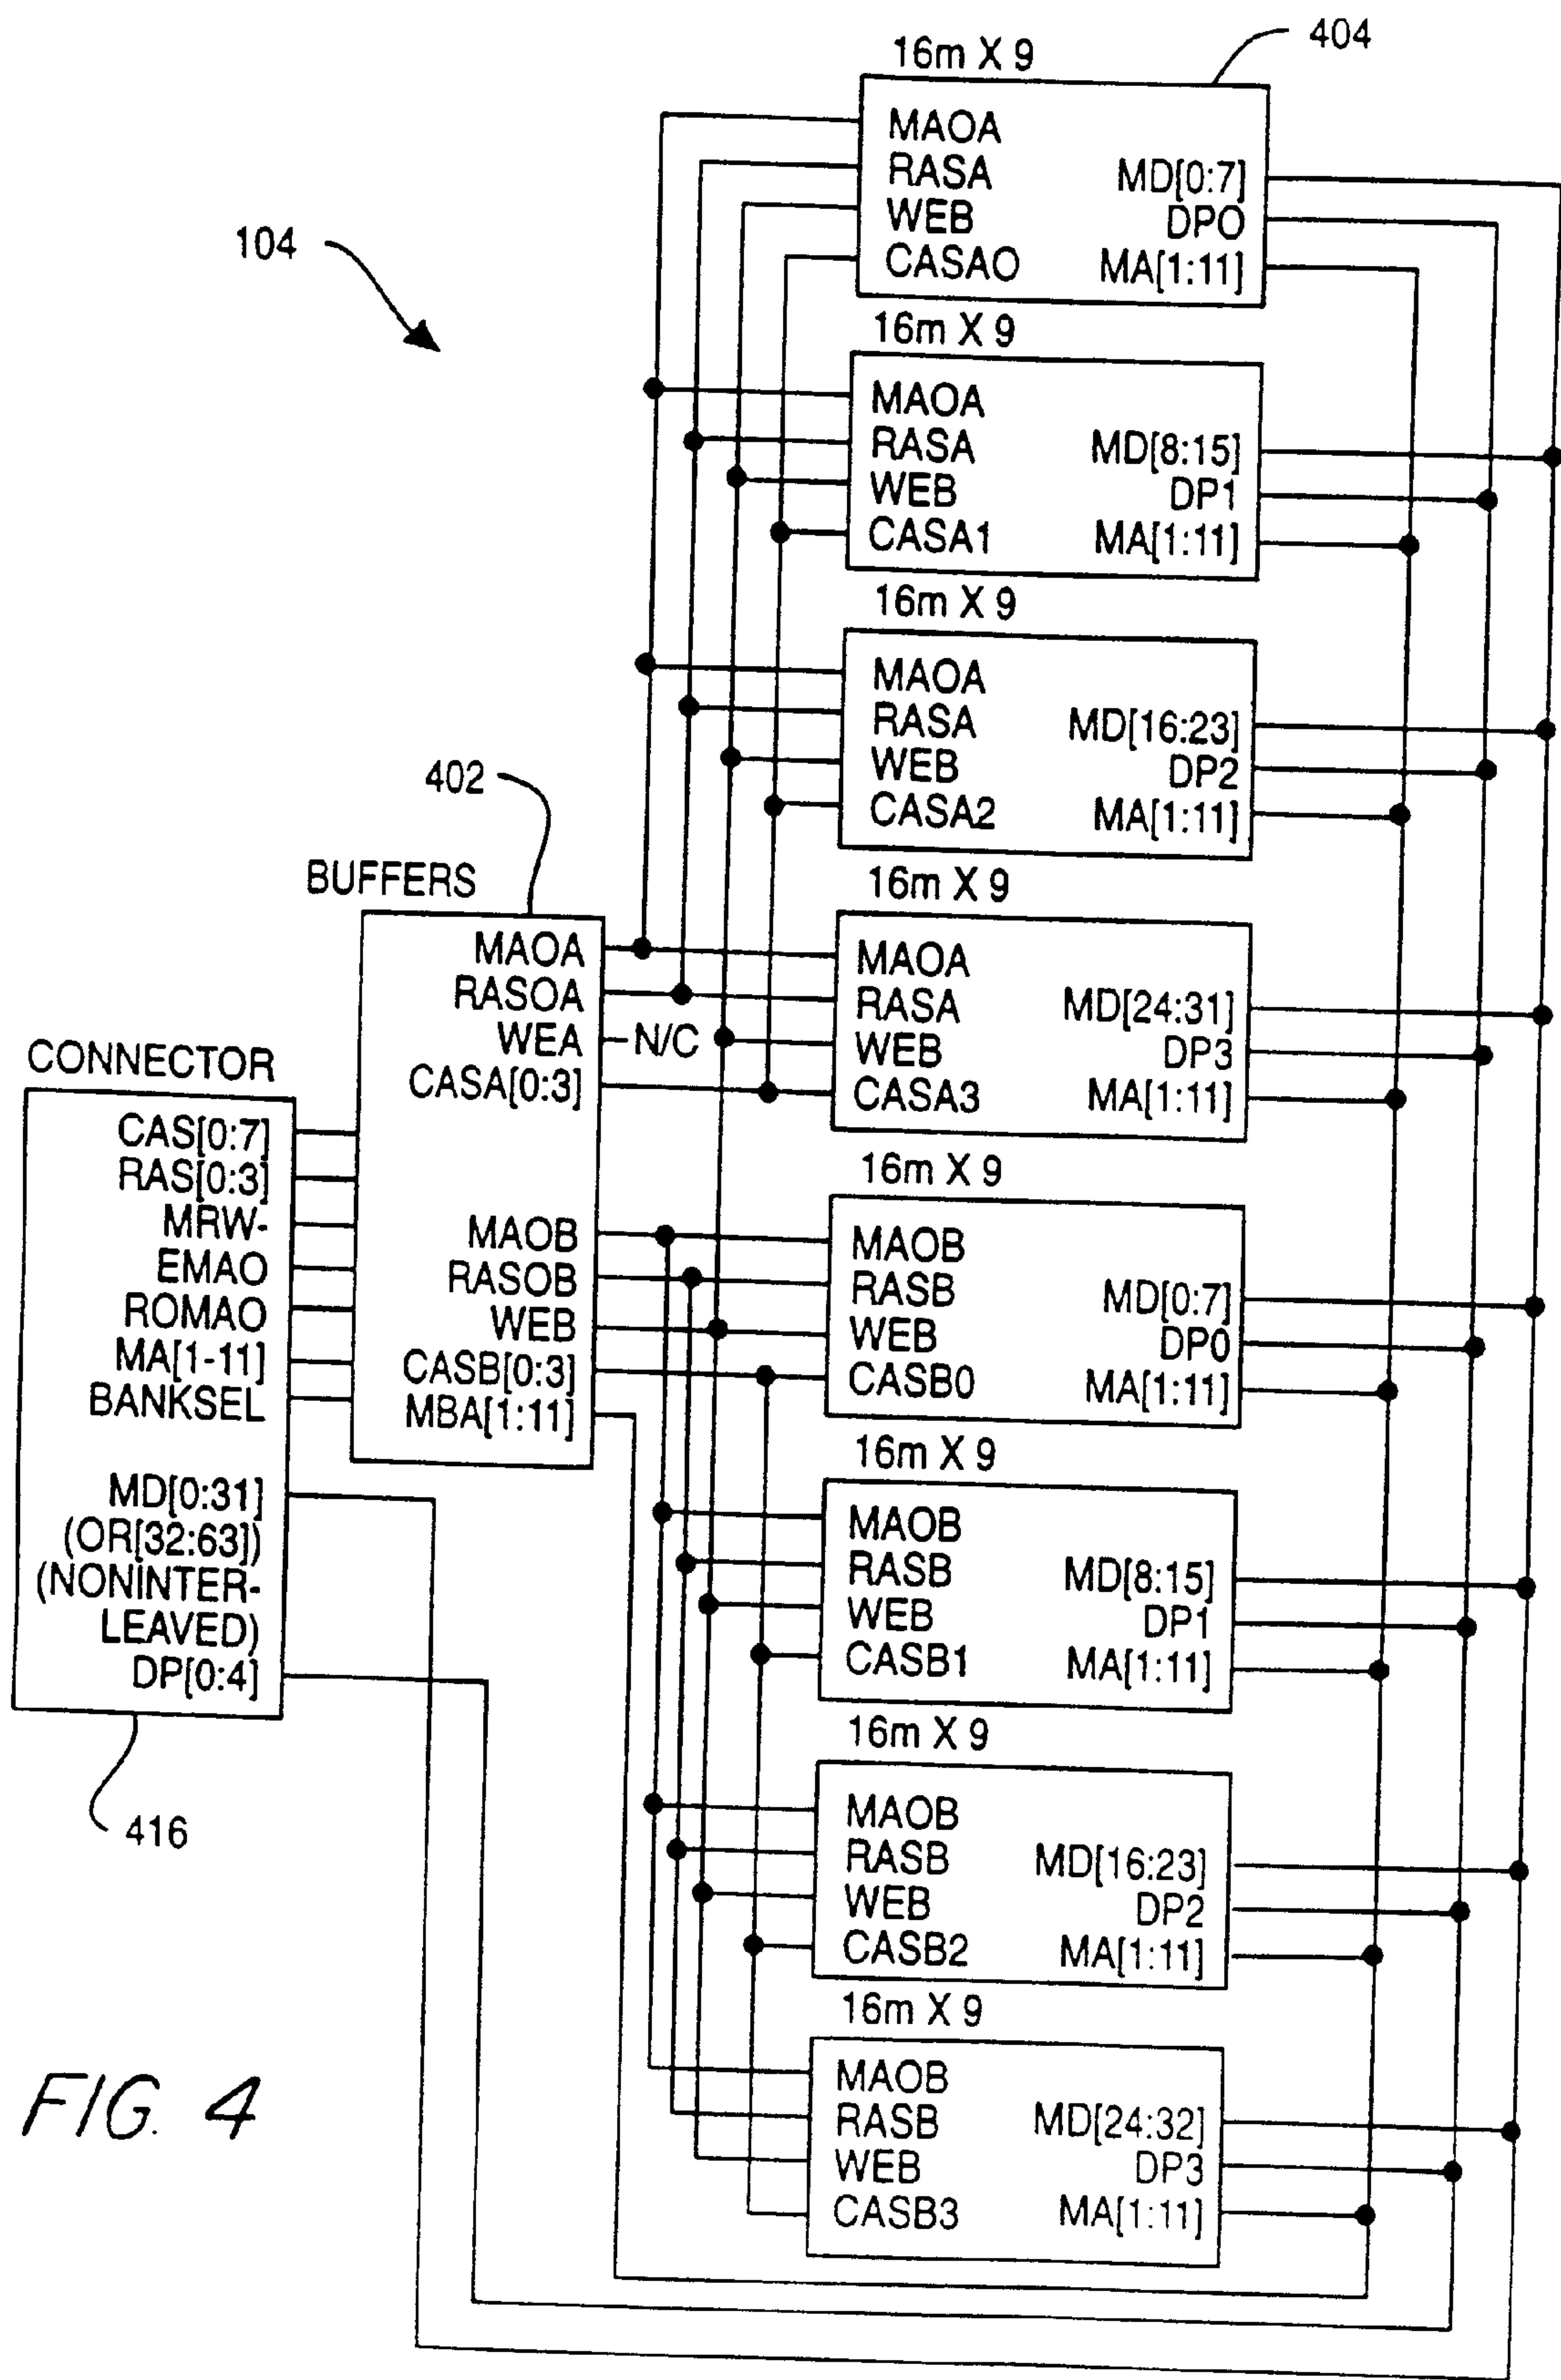 404
16m X 9
MAOA
RASA
WEB
CASAO
MD[0:7]
DPO
MA[1:11]
104
16m X 9
MAOA
RASA
WEB
CASA1
MD[8:15]
DP1
MA[1:11]
16m X 9
MAOA
RASA
WEB
CASA2
MD[16:23]
DP2
MA[1:11]
402
BUFFERS
MAOA
RASOA
WEA
N/C
CASA[0:3]
MAOB
RASOB
WEB
CASB[0:3]
MBA[1:11]
16m X 9
MAOA
RASA
WEB
CASA3
MD[24:31]
DP3
MA[1:11]
CONNECTOR
CAS[0:7]
RAS[0:3]
MRW-
EMAO
ROMAO
MA[1-11]
BANKSEL
MD[0:31]
(OR[32:63])
(NONINTER-
LEAVED)
DP[0:4]
416
16m X 9
MAOB
RASB
WEB
CASB0
MD[0:7]
DP0
MA[1:11]
16m X 9
MAOB
RASB
WEB
CASB1
MD[8:15]
DP1
MA[1:11]
16m X 9
MAOB
RASB
WEB
CASB2
MD[16:23]
DP2
MA[1:11]
16m X 9
MAOB
RASB
WEB
CASB3
MD[24:32]
DP3
MA[1:11]
FIG. 4